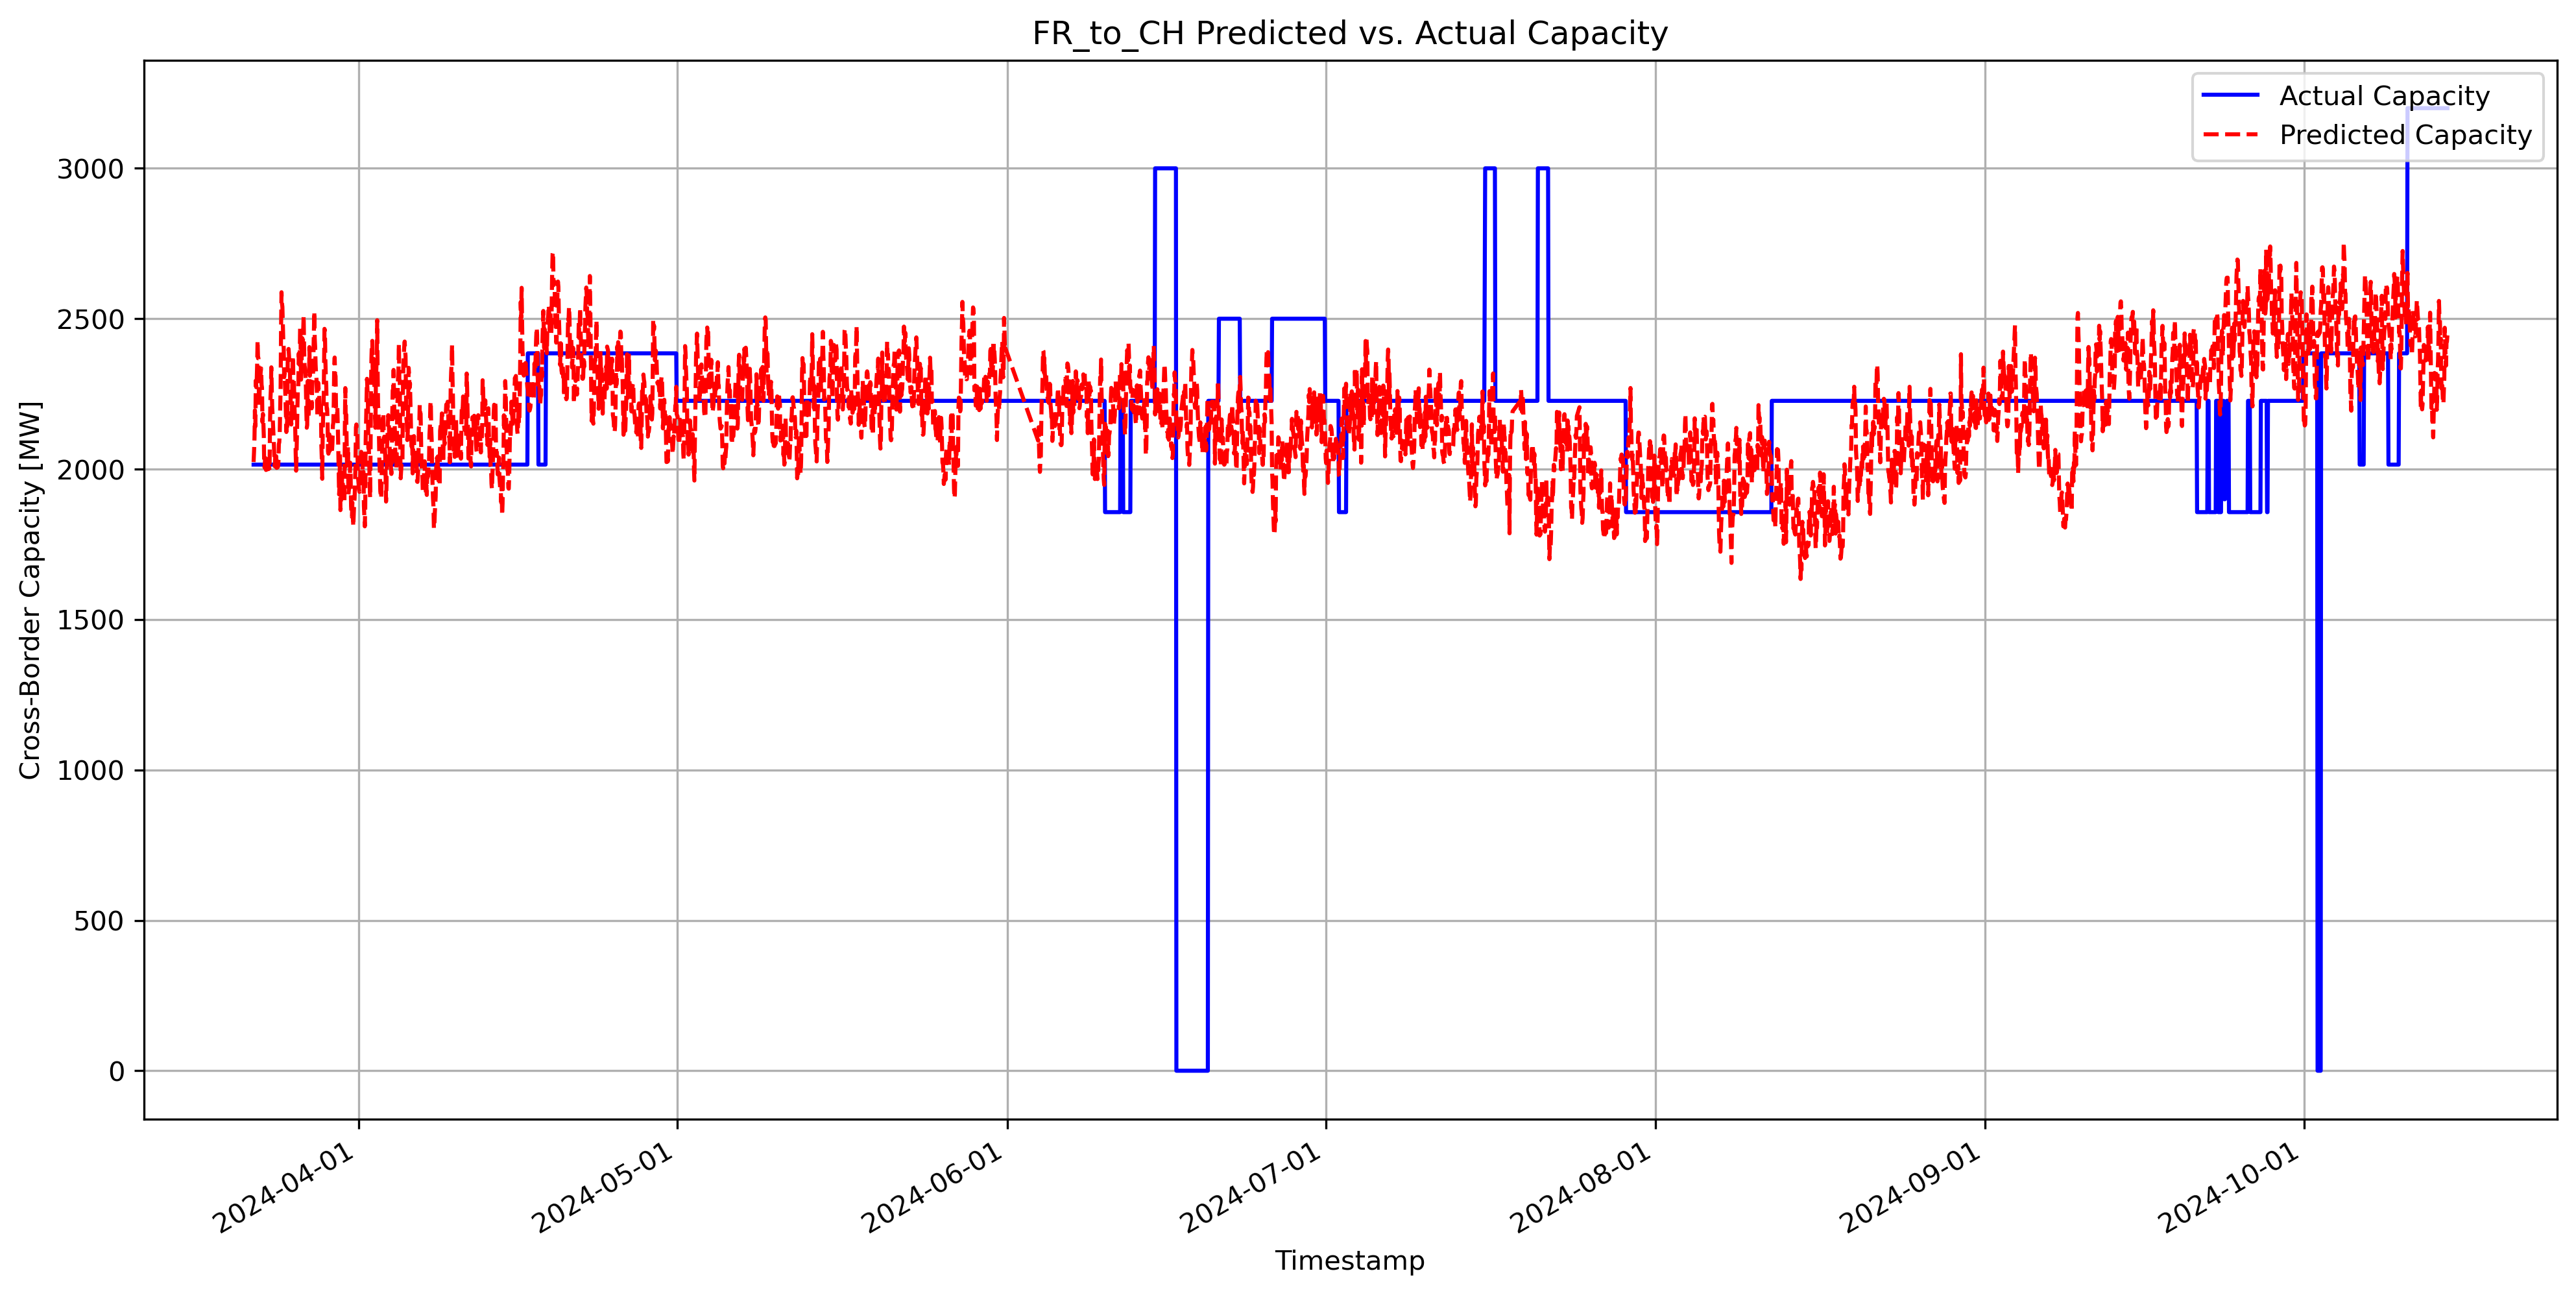 FR_to_CH Predicted vs. Actual Capacity
Actual Capacity
Predicted Capacity
Cross-Border Capacity [MW]
3000
2500
2000
1500
1000
500
0
2024-04-01
2024-05-01
2024-06-01
2024-07-01
2024-08-01
2024-09-01
2024-10-01
Timestamp